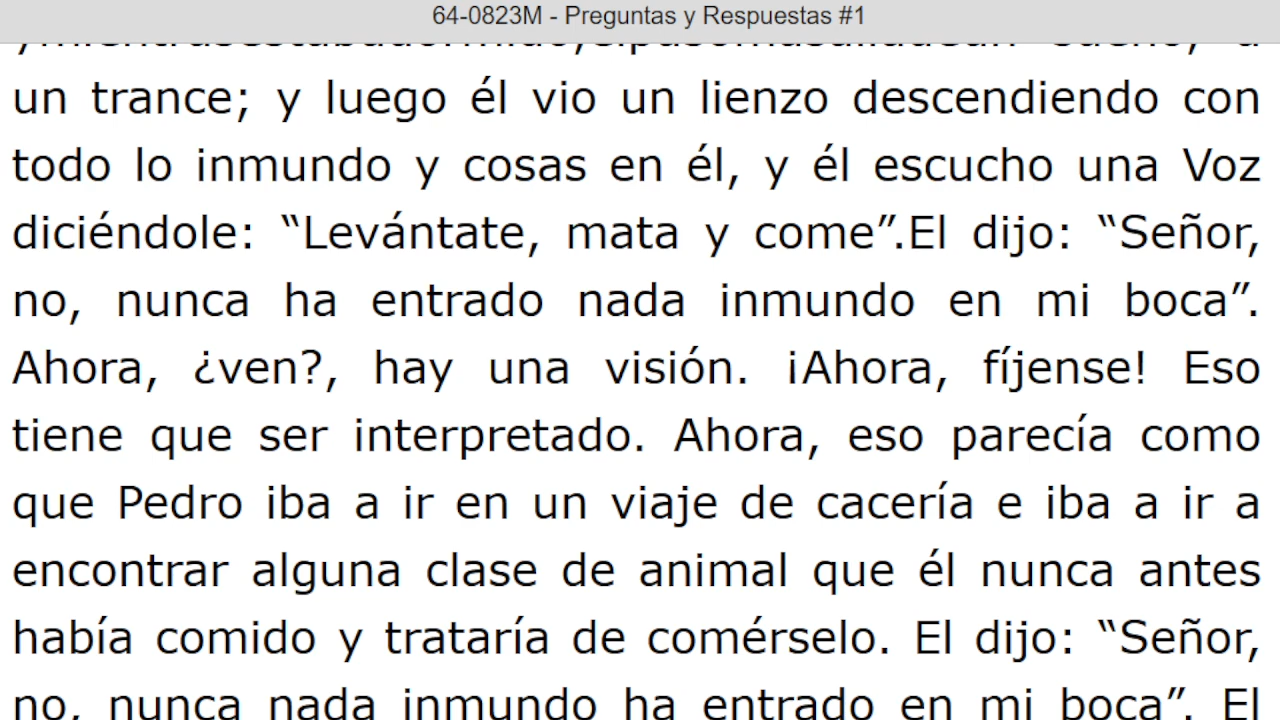 64-0823M - Preguntas y Respuestas #1
un trance; y luego él vio un lienzo descendiendo con
todo lo inmundo y cosas en él, y él escucho una Voz
diciéndole: “Levántate, mata y come”.El dijo: “Señor,
no, nunca ha entrado nada inmundo en mi boca”.
Ahora, ¿ven?, hay una visión. ¡Ahora, fíjense! Eso
tiene que ser interpretado. Ahora, eso parecía como
que Pedro iba a ir en un viaje de cacería e iba a ir a
encontrar alguna clase de animal que él nunca antes
había comido y trataría de comérselo. El dijo: “Señor,
no, nunca nada inmundo ha entrado en mi boca”. El